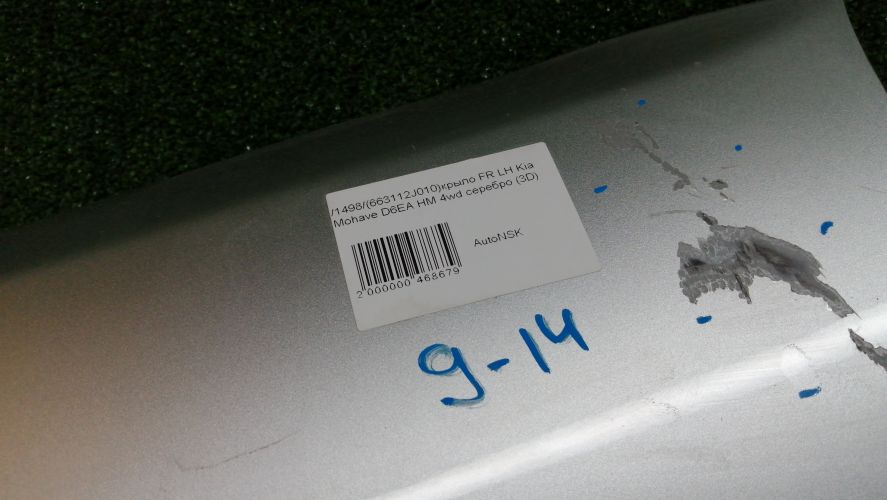 /1498/(663112J010)крыло FR LH Kia
Mohave D6EA HM 4wd серебро (3D)
AutoNSK
2 000000 468679
9-14